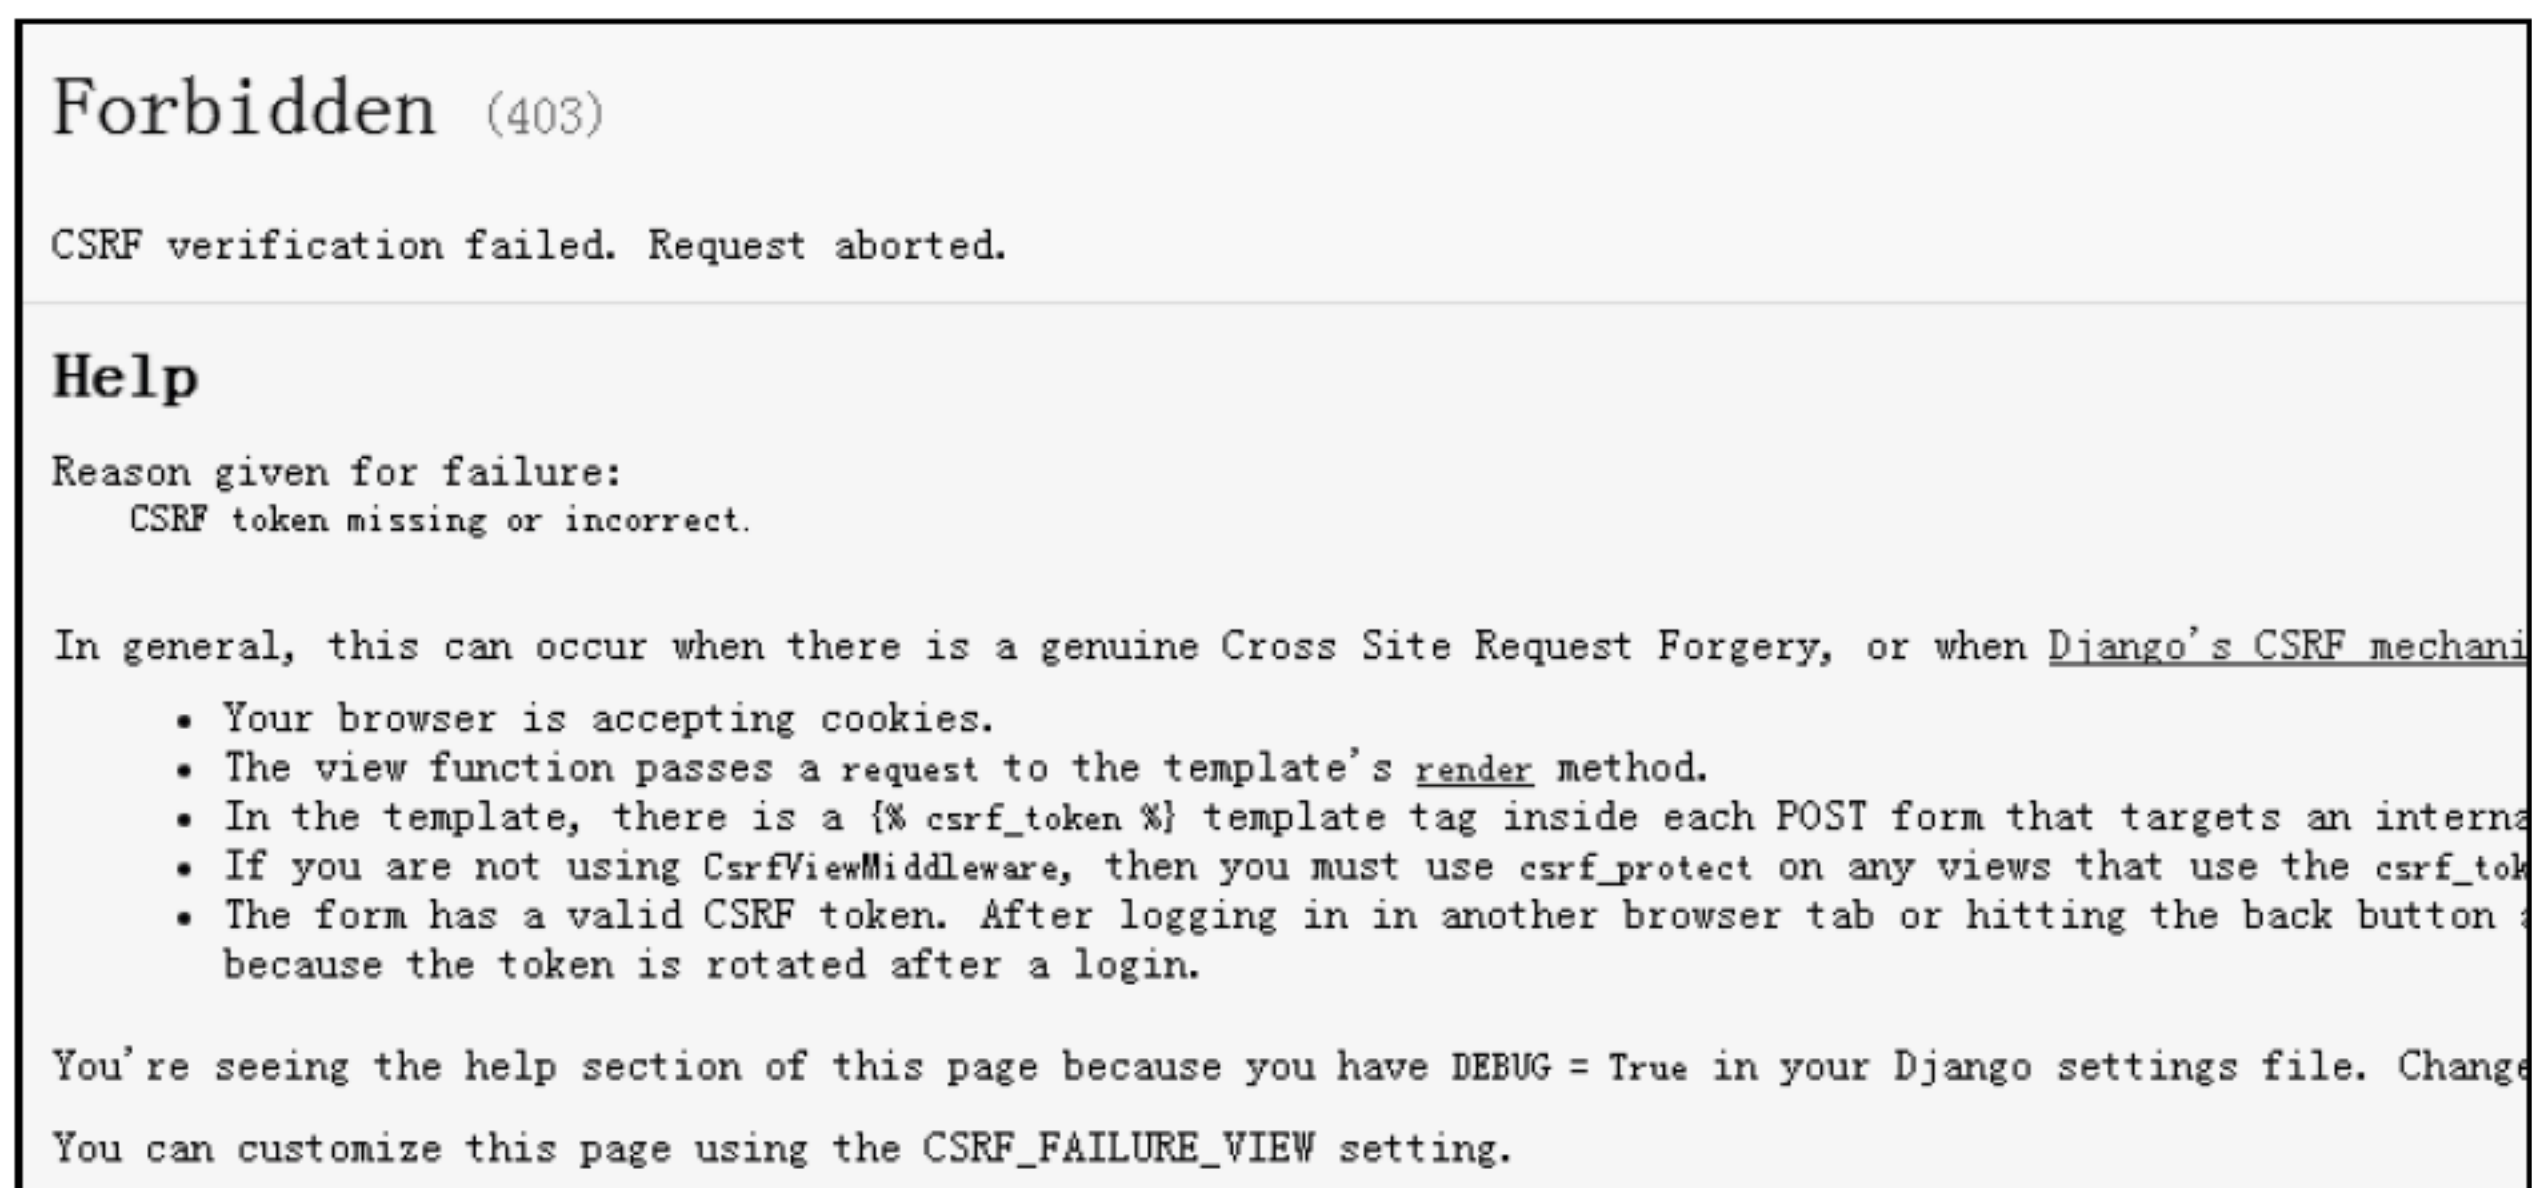 Forbidden (403)
CSRF verification failed. Request aborted.
Help
Reason given for failure:
CSRF token missing or incorrect.
In general, this can occur when there is a genuine Cross Site Request Forgery, or when Django's CSRF mechani
• Your browser is accepting cookies.
• The view function passes a request to the template's render method.
• In the template, there is a {% csrf_token %} template tag inside each POST form that targets an interna
• If you are not using CsrfViewMiddleware, then you must use csrf_protect on any views that use the csrf_tok
• The form has a valid CSRF token. After logging in in another browser tab or hitting the back button
because the token is rotated after a login.
You're seeing the help section of this page because you have DEBUG = True in your Django settings file. Change
You can customize this page using the CSRF_FAILURE_VIEW setting.